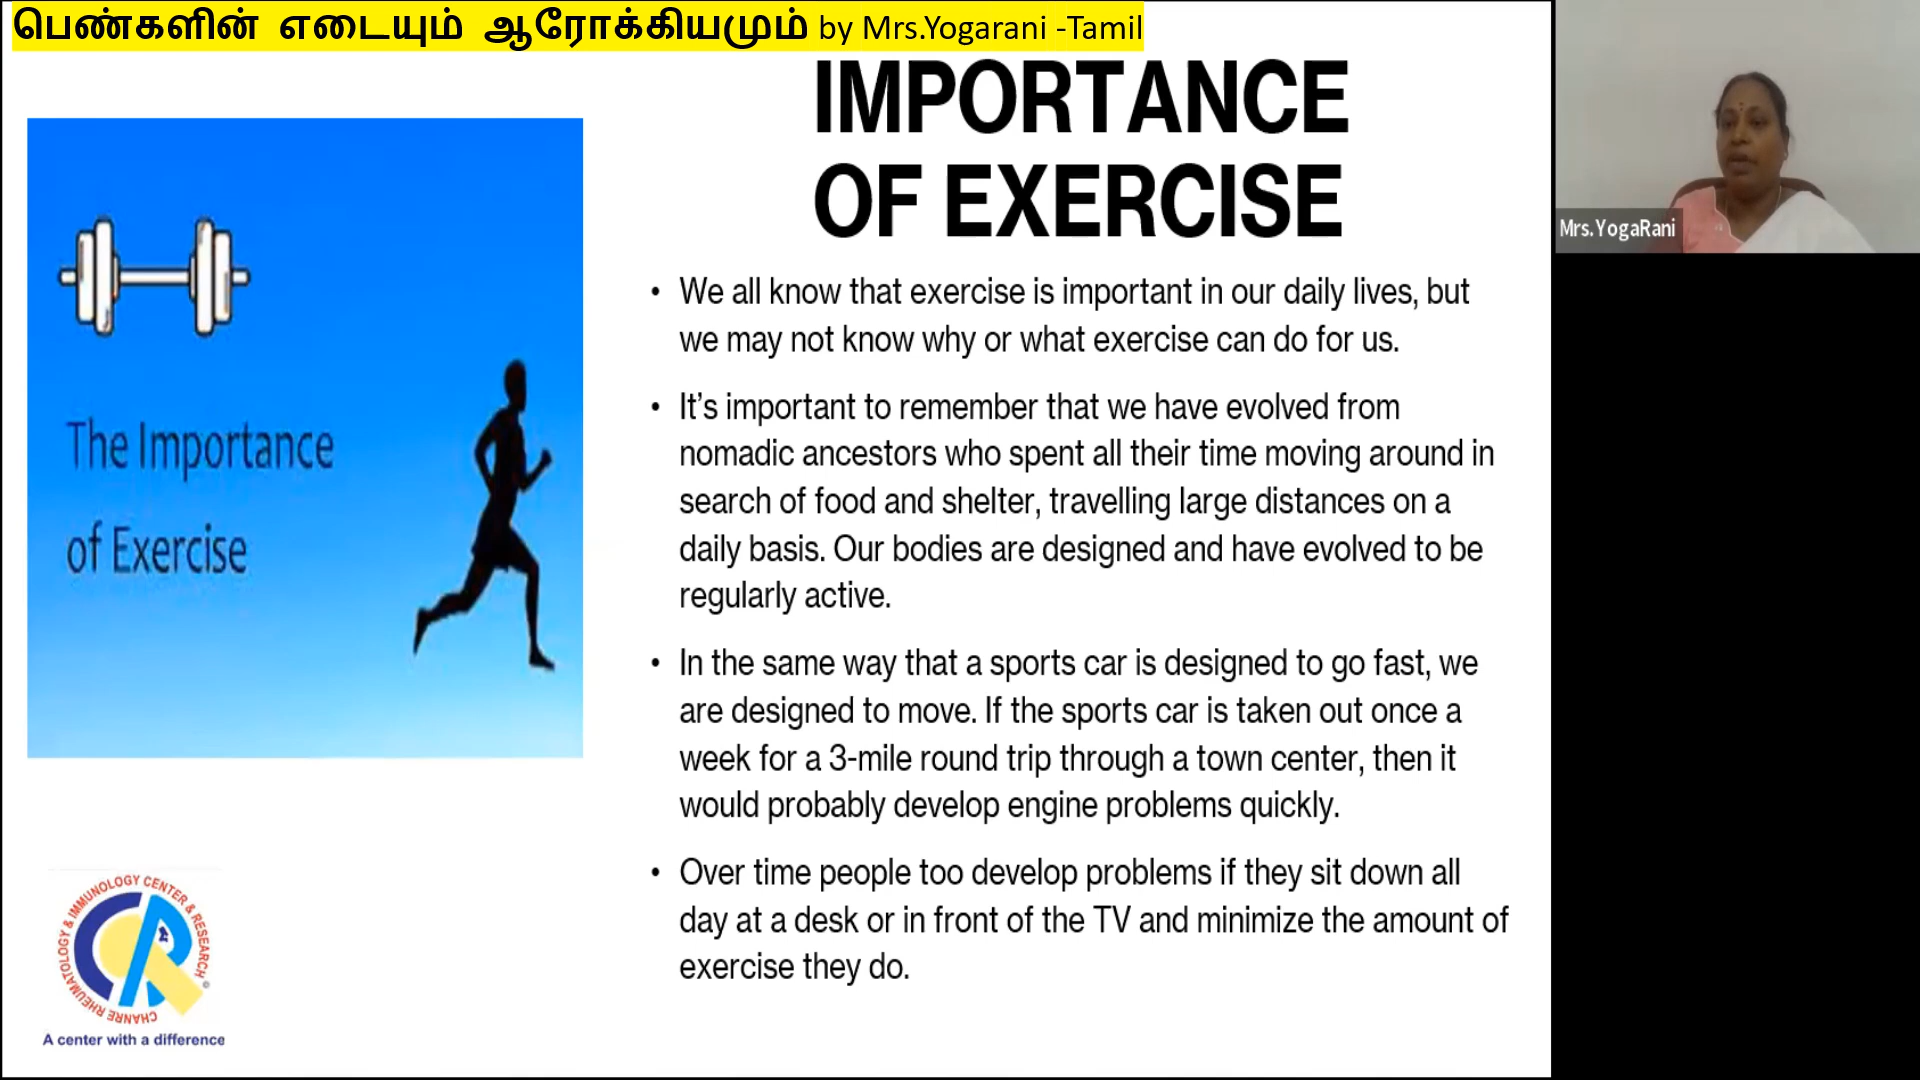 பெண்களின் எடையும் ஆரோக்கியமும் by Mrs.Yogarani -Tamil
IMPORTANCE
OF EXERCISE
The Importance
of Exercise
• We all know that exercise is important in our daily lives, but
we may not know why or what exercise can do for us.
• It’s important to remember that we have evolved from
nomadic ancestors who spent all their time moving around in
search of food and shelter, travelling large distances on a
daily basis. Our bodies are designed and have evolved to be
regularly active.
• In the same way that a sports car is designed to go fast, we
are designed to move. If the sports car is taken out once a
week for a 3-mile round trip through a town center, then it
would probably develop engine problems quickly.
• Over time people too develop problems if they sit down all
day at a desk or in front of the TV and minimize the amount of
exercise they do.
CHANRE RHEUMATOLOGY & IMMUNOLOGY CENTER & RESEARCH
A center with a difference
Mrs.YogaRani